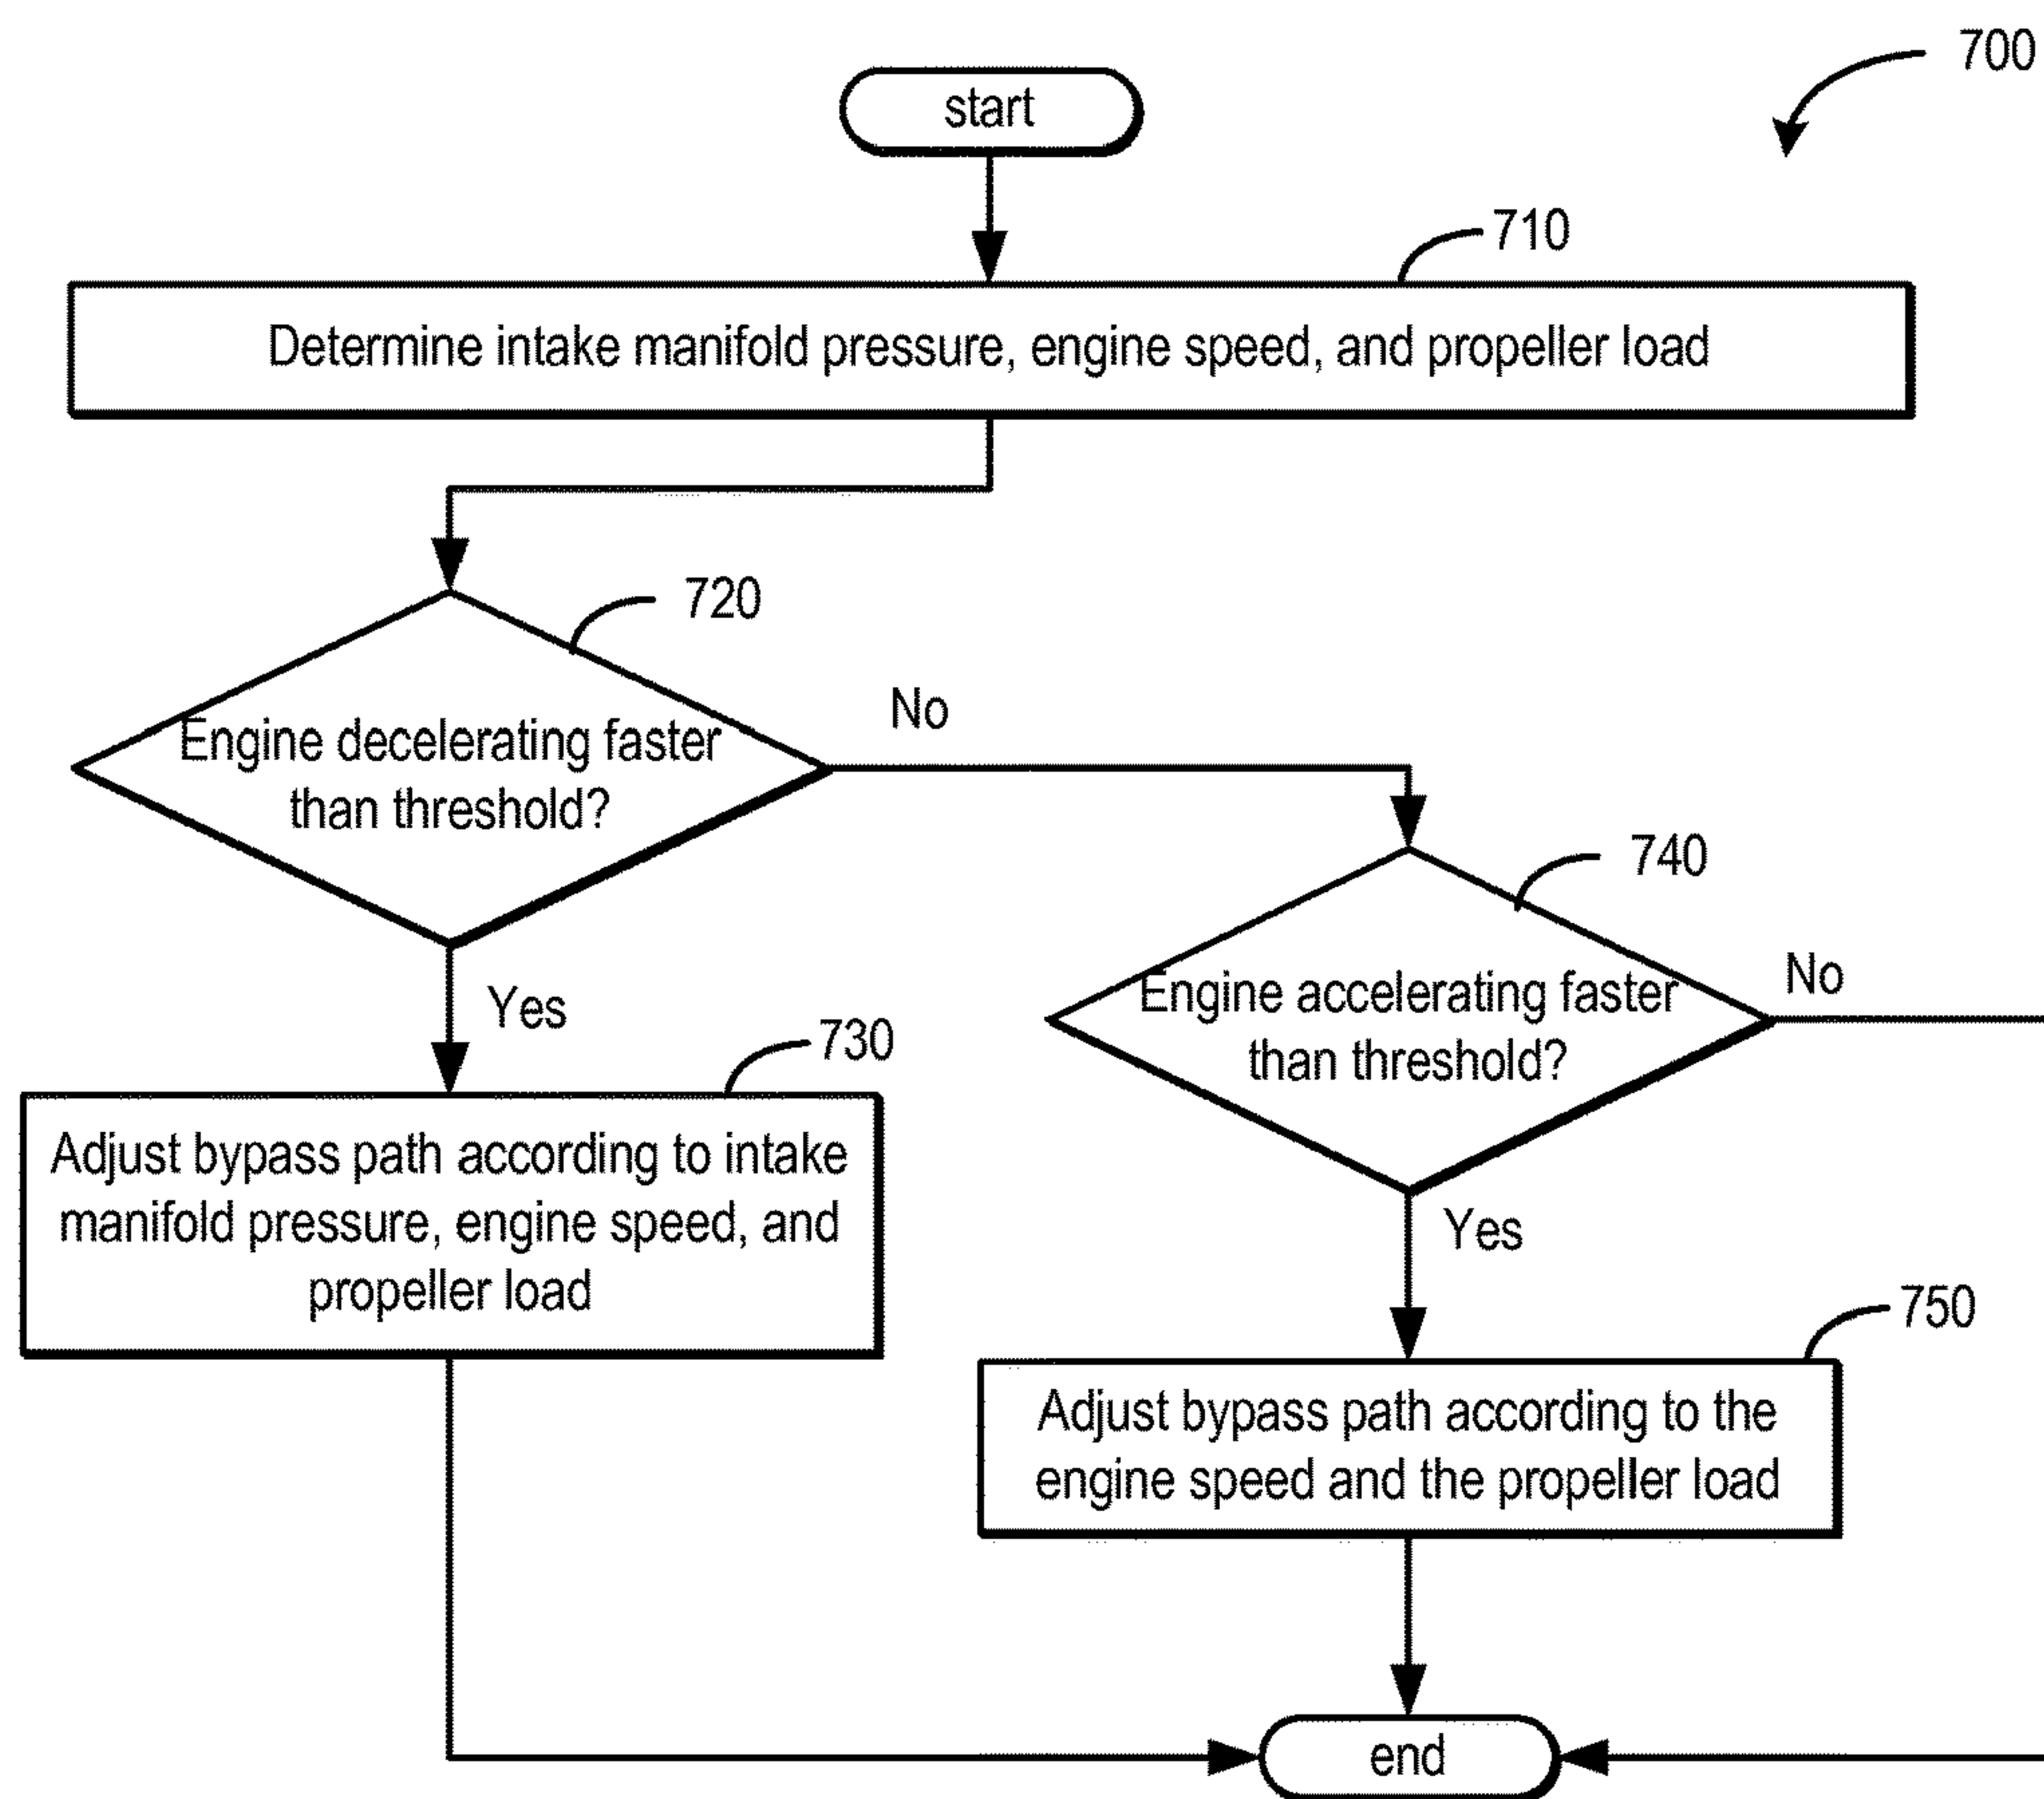 700
start
710
Determine intake manifold pressure, engine speed, and propeller load
720
Engine decelerating faster
than threshold?
No
Yes
740
Engine accelerating faster
than threshold?
No
Yes
730
Adjust bypass path according to intake
manifold pressure, engine speed, and
propeller load
750
Adjust bypass path according to the
engine speed and the propeller load
end